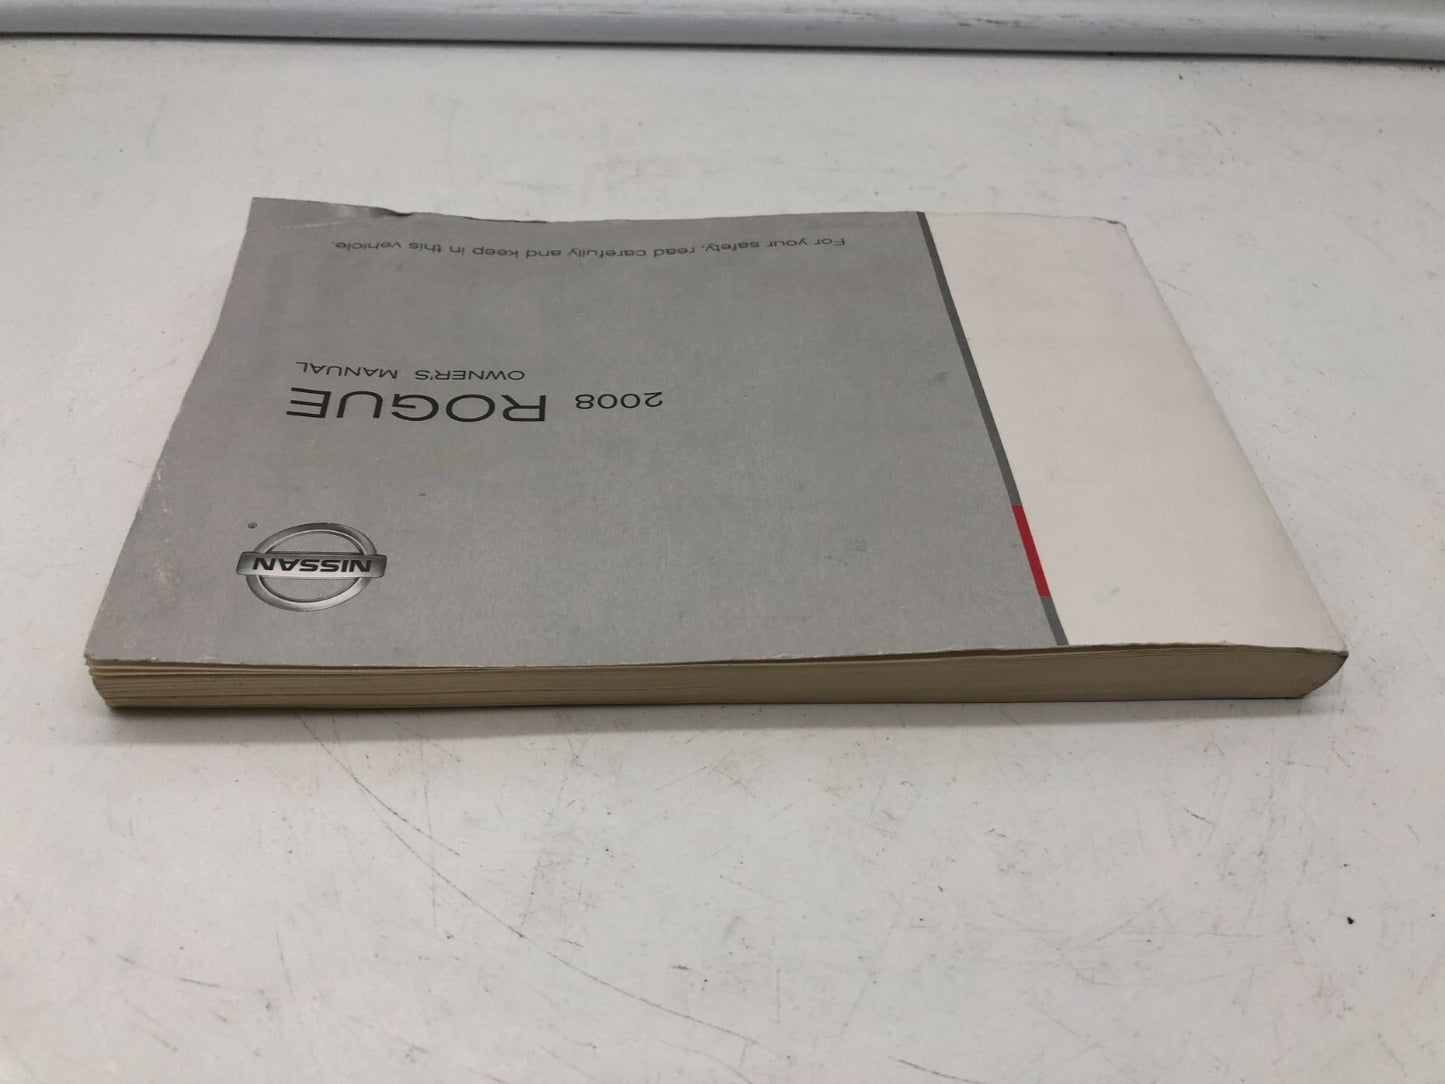 NISSAN
®
2008 ROGUE
OWNER'S MANUAL
For your safety, read carefully and keep in this vehicle.